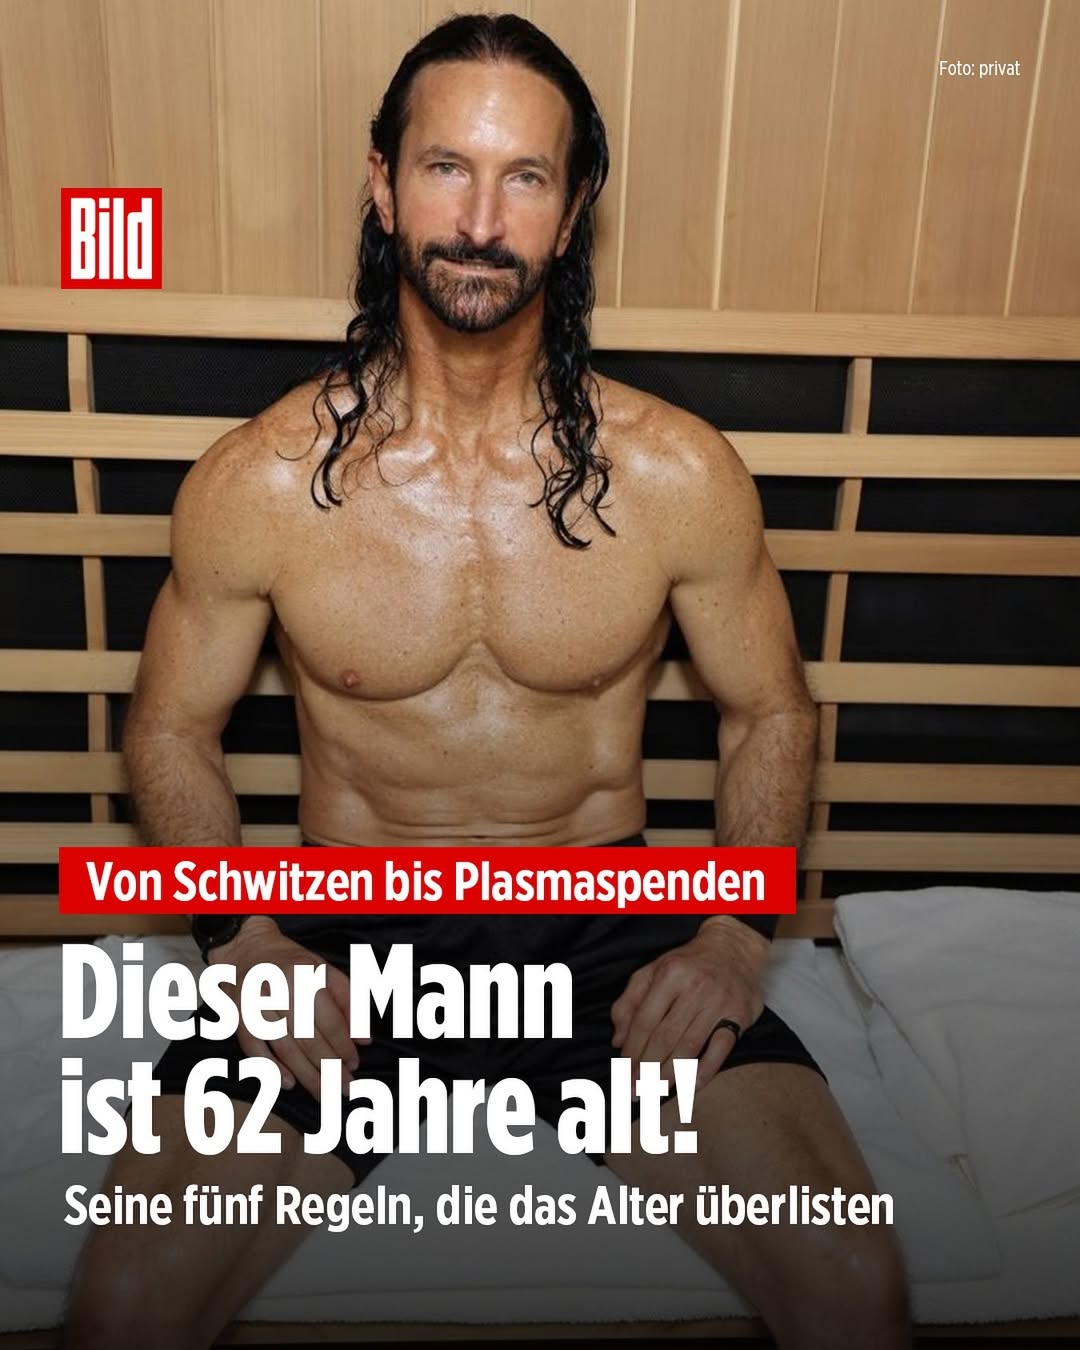 Foto: privat
Bild
Von Schwitzen bis Plasmaspenden
Dieser Mann
ist 62 Jahre alt!
Seine fünf Regeln, die das Alter überlisten